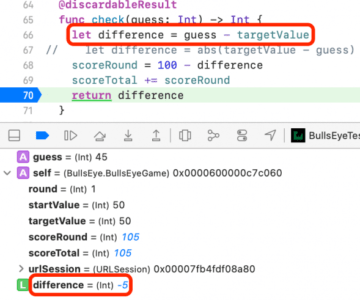 64 @discardableResult
65 func check(guess: Int) -> Int {
66 let difference = guess - targetValue
67 // let difference = abs(targetValue - guess)
68 scoreRound = 100 - difference
69 scoreTotal += scoreRound
70 return difference
71 }
BullsEyeTes
A guess = (Int) 45
A self = (BullsEye.BullsEyeGame) 0x0000600000c7c060
round = (Int) 1
startValue = (Int) 50
targetValue = (Int) 50
scoreRound = (Int) 105
scoreTotal = (Int) 105
urlSession = (URLSession) 0x00007fb4fdf08a80
L difference = (Int) -5